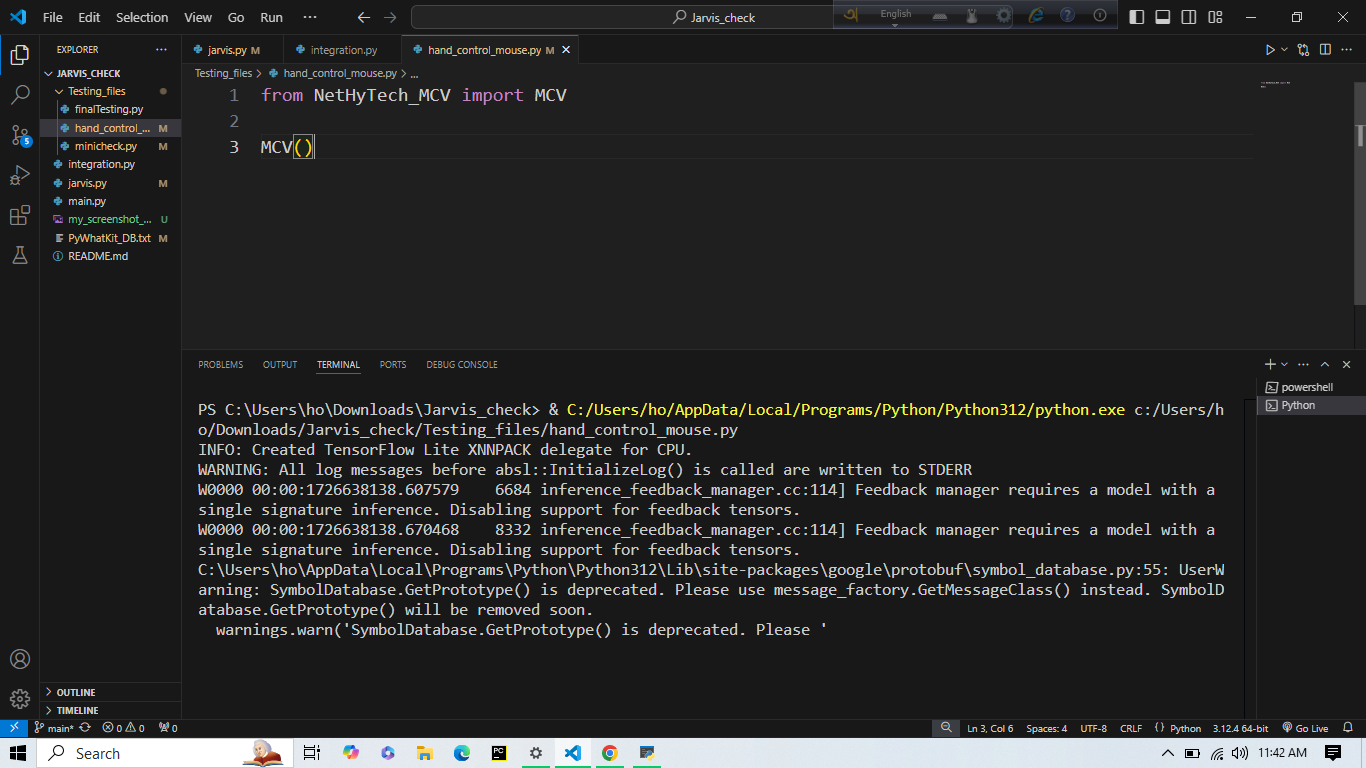 File Edit Selection View Go Run ···
Jarvis_check
English
EXPLORER ···
JARVIS_CHECK
Testing_files
finalTesting.py
hand_control_... M
minicheck.py M
integration.py
jarvis.py M
main.py
my_screenshot_... U
PyWhatKit_DB.txt M
README.md
OUTLINE
TIMELINE
jarvis.py M integration.py hand_control_mouse.py M
Testing_files > hand_control_mouse.py > ...
1 from NetHyTech_MCV import MCV
2
3 MCV()
PROBLEMS OUTPUT TERMINAL PORTS DEBUG CONSOLE
powershell
Python
PS C:\Users\ho\Downloads\Jarvis_check> & C:/Users/ho/AppData/Local/Programs/Python/Python312/python.exe c:/Users/h
o/Downloads/Jarvis_check/Testing_files/hand_control_mouse.py
INFO: Created TensorFlow Lite XNNPACK delegate for CPU.
WARNING: All log messages before absl::InitializeLog() is called are written to STDERR
W0000 00:00:1726638138.607579    6684 inference_feedback_manager.cc:114] Feedback manager requires a model with a
single signature inference. Disabling support for feedback tensors.
W0000 00:00:1726638138.670468    8332 inference_feedback_manager.cc:114] Feedback manager requires a model with a
single signature inference. Disabling support for feedback tensors.
C:\Users\ho\AppData\Local\Programs\Python\Python312\Lib\site-packages\google\protobuf\symbol_database.py:55: UserW
arning: SymbolDatabase.GetPrototype() is deprecated. Please use message_factory.GetMessageClass() instead. SymbolD
atabase.GetPrototype() will be removed soon.
  warnings.warn('SymbolDatabase.GetPrototype() is deprecated. Please '
5
main* 0 0 0 Ln 3, Col 6 Spaces: 4 UTF-8 CRLF Python 3.12.4 64-bit Go Live
Search PC 11:42 AM